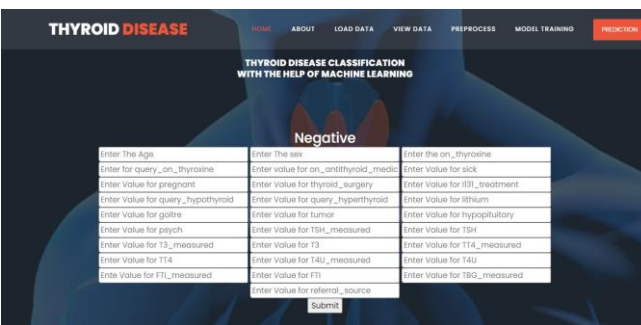 THYROID DISEASE HOME ABOUT LOAD DATA VIEW DATA PREPROCESS MODEL TRAINING PREDICTION
THYROID DISEASE CLASSIFICATION
WITH THE HELP OF MACHINE LEARNING
Negative
Enter The Age Enter The sex Enter the on_thyroxine
Enter for query_on_thyroxine Enter value for on_antithyroid_medic Enter Value for sick
Enter Value for pregnant Enter Value for thyroid_surgery Enter Value for I131_treatment
Enter Value for query_hypothyroid Enter Value for query_hyperthyroid Enter Value for lithium
Enter Value for goitre Enter Value for tumor Enter Value for hypopituitary
Enter Value for psych Enter Value for TSH_measured Enter Value for TSH
Enter Value for T3_measured Enter Value for T3 Enter Value for TT4_measured
Enter Value for TT4 Enter Value for T4U_measured Enter Value for T4U
Ente Value for FTI_measured Enter Value for FTI Enter Value for TBG_measured
Enter Value for referral_source
Submit